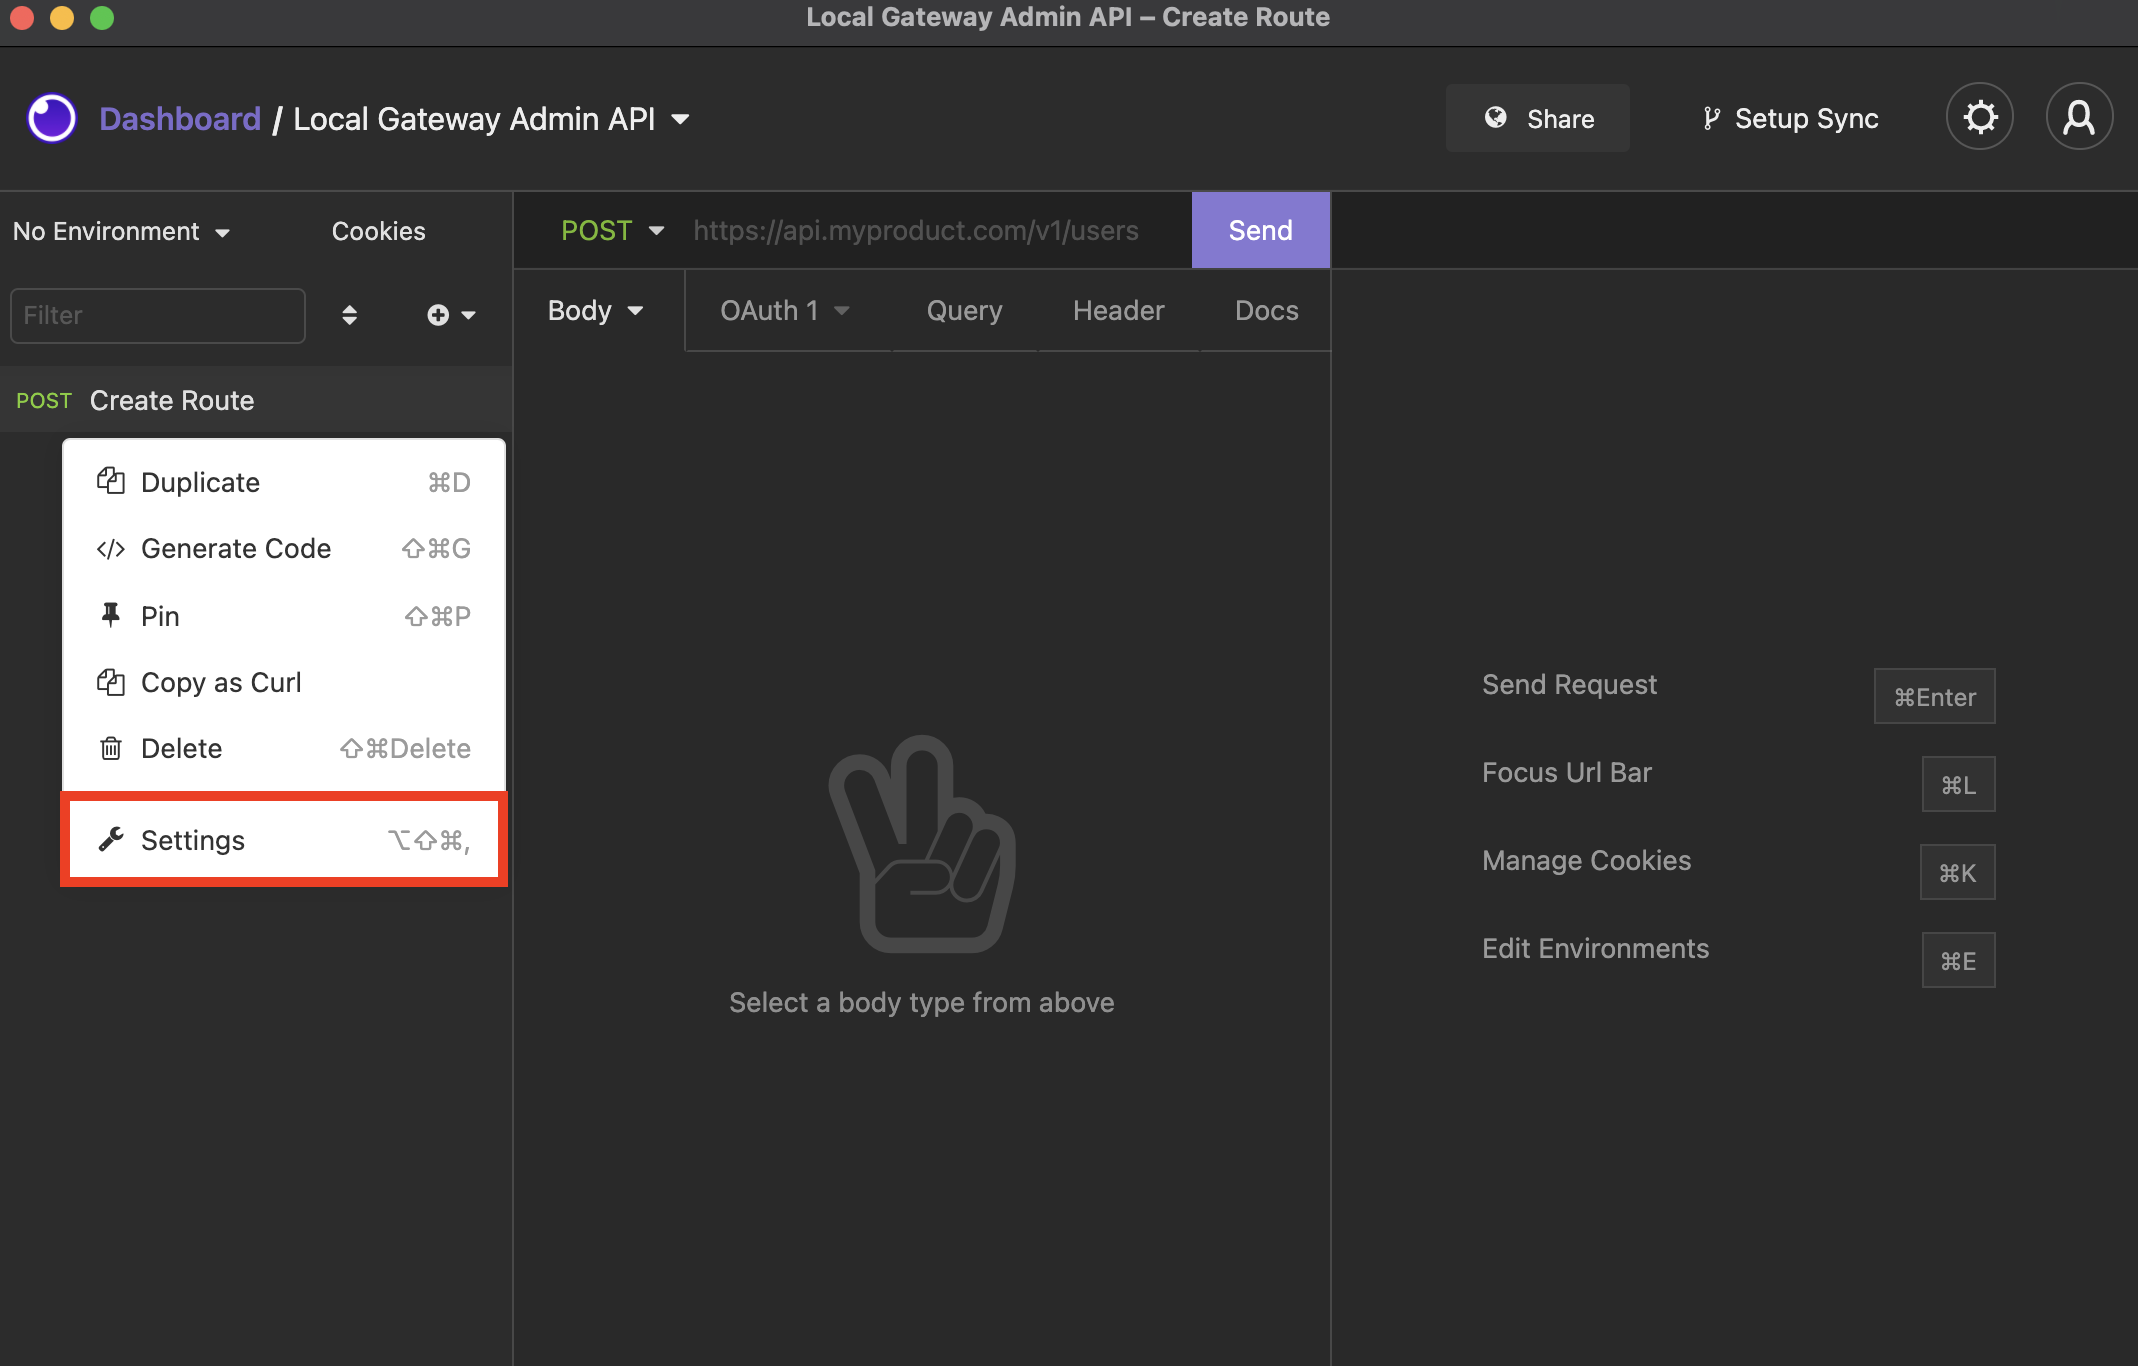 Local Gateway Admin API – Create Route
Dashboard / Local Gateway Admin API
Share
Setup Sync
No Environment
Cookies
POST
https://api.myproduct.com/v1/users
Send
Filter
Body
OAuth 1
Query
Header
Docs
POST Create Route
Duplicate ⌘D
Generate Code ⇧⌘G
Pin ⇧⌘P
Copy as Curl
Delete ⇧⌘Delete
Settings ⌥⇧⌘,
Select a body type from above
Send Request ⌘Enter
Focus Url Bar ⌘L
Manage Cookies ⌘K
Edit Environments ⌘E